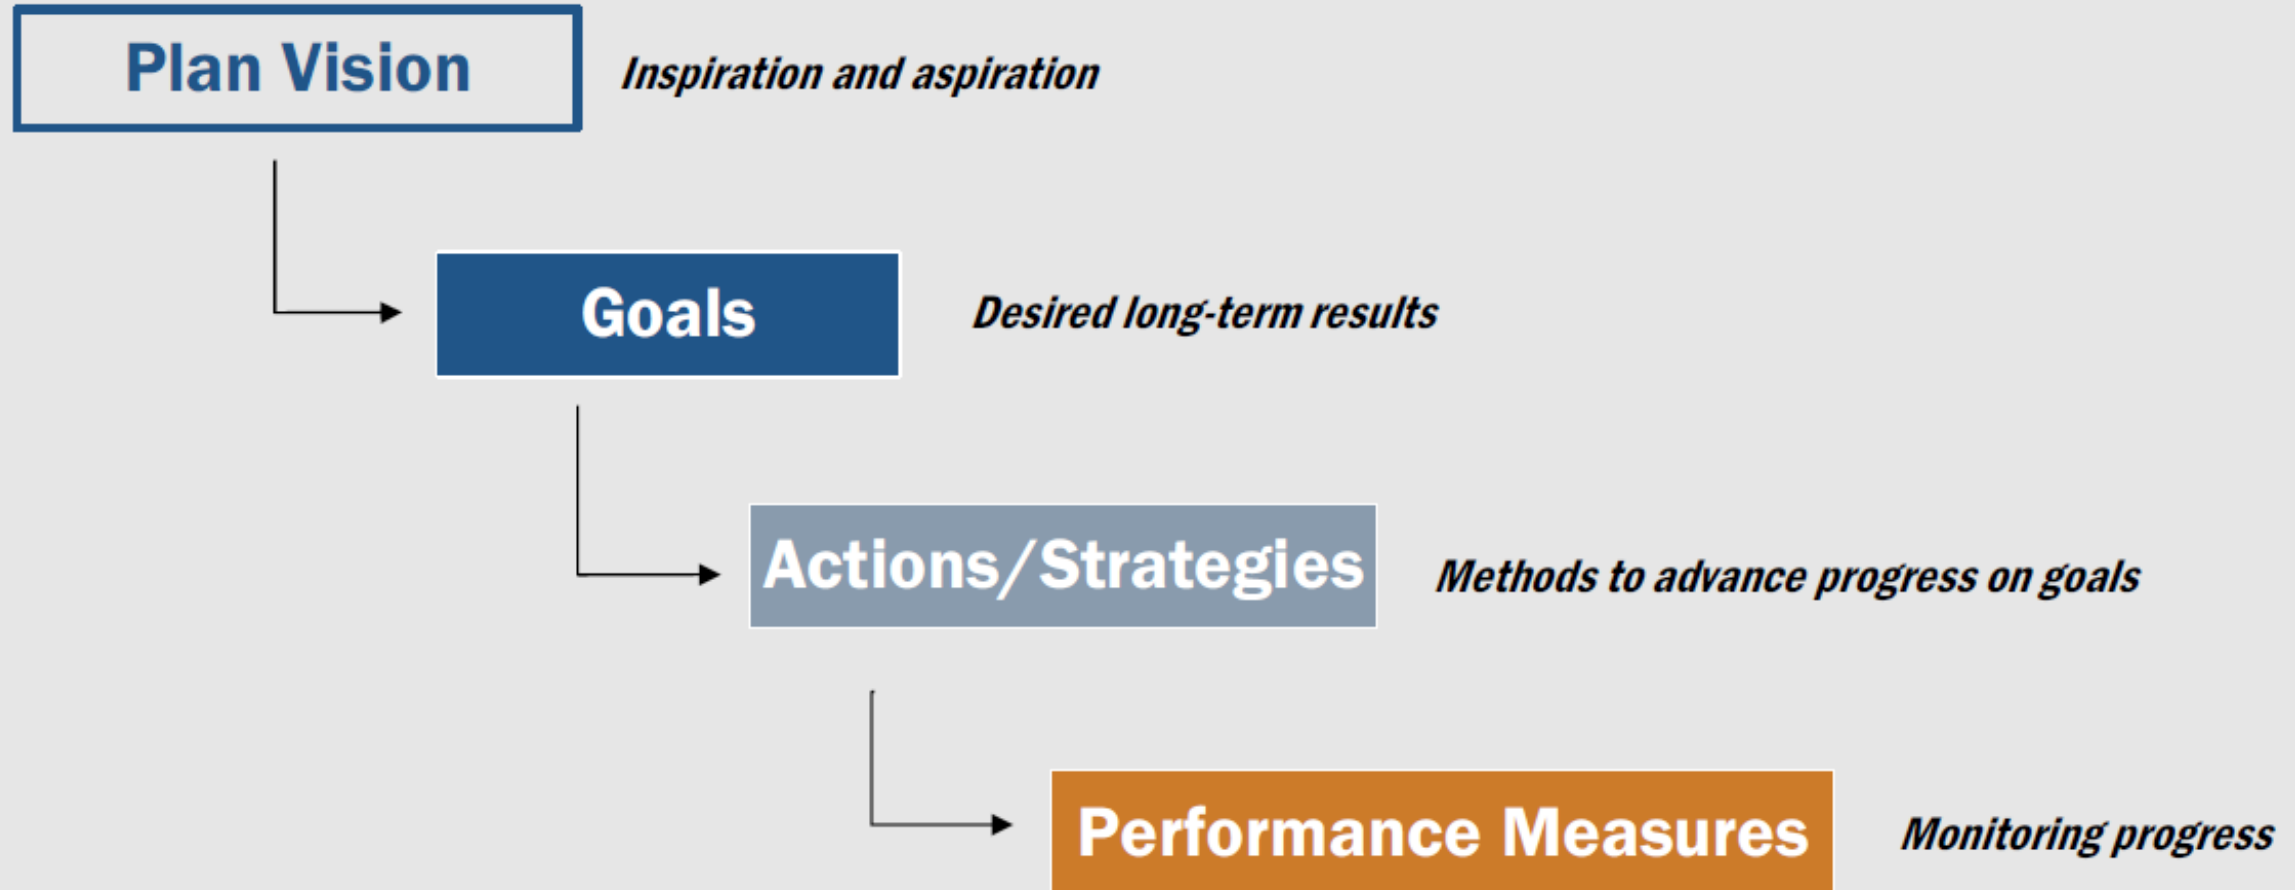 Plan Vision
Inspiration and aspiration
Goals
Desired long-term results
Actions/Strategies
Methods to advance progress on goals
Performance Measures
Monitoring progress